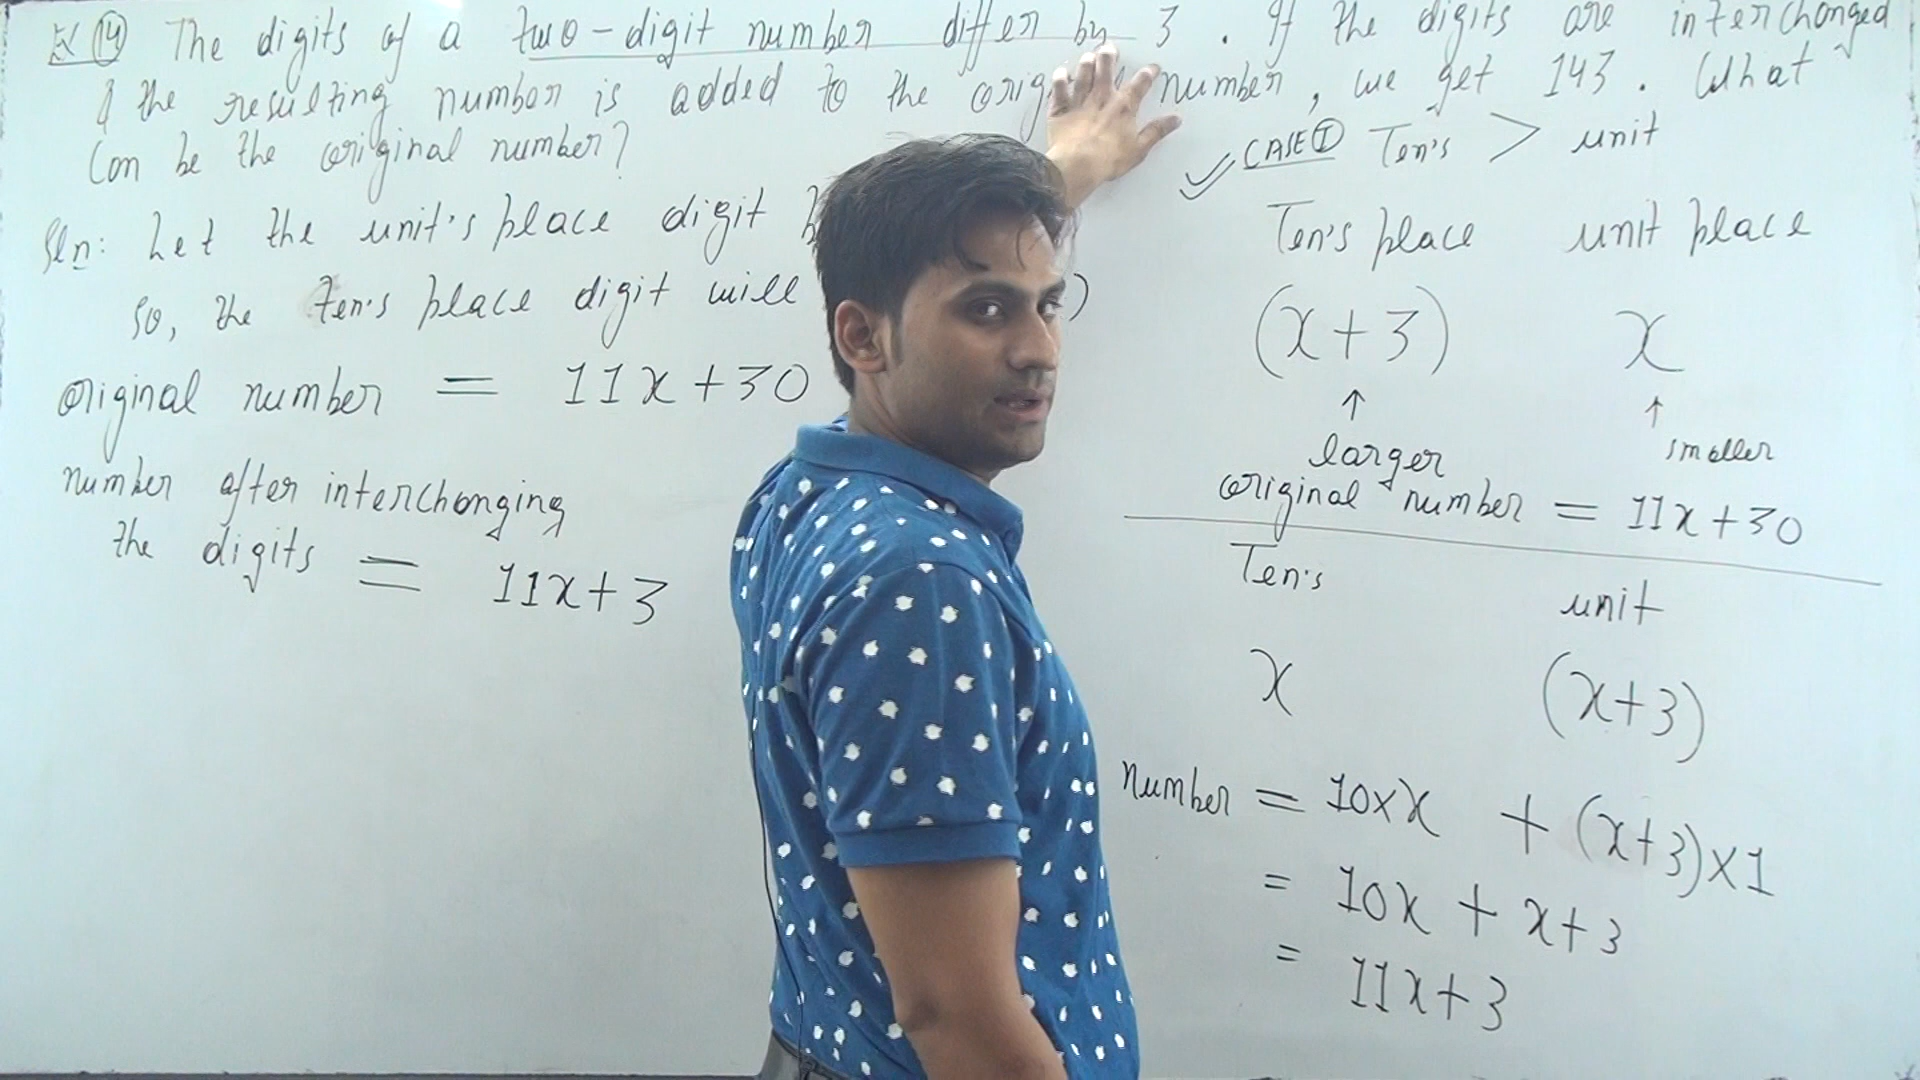 Ex 14 The digits of a two-digit number differ by 3. If the digits are interchanged
& the resulting number is added to the number, we get 143. What
can be the original number?
Soln: Let the unit's place digit
So, the ten's place digit will )
original number = 11x+30
number after interchanging
the digits = 11x+3
CASE I Ten's > unit
Ten's place unit place
(x+3) x
↑ ↑
larger smaller
original number = 11x+30
Ten's unit
x (x+3)
number = 10×x + (x+3)×1
= 10x + x+3
= 11x+3